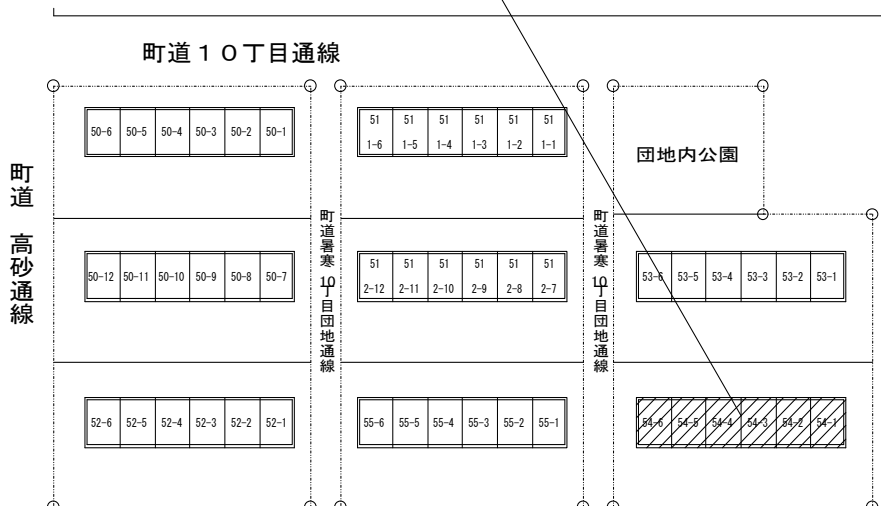 町道１０丁目通線
町道 高砂通線
50-6 50-5 50-4 50-3 50-2 50-1
51 51 51 51 51 51
1-6 1-5 1-4 1-3 1-2 1-1
団地内公園
町道暑寒10丁目団地通線
町道暑寒10丁目団地通線
50-12 50-11 50-10 50-9 50-8 50-7
51 51 51 51 51 51
2-12 2-11 2-10 2-9 2-8 2-7
53-6 53-5 53-4 53-3 53-2 53-1
52-6 52-5 52-4 52-3 52-2 52-1
55-6 55-5 55-4 55-3 55-2 55-1
54-6 54-5 54-4 54-3 54-2 54-1